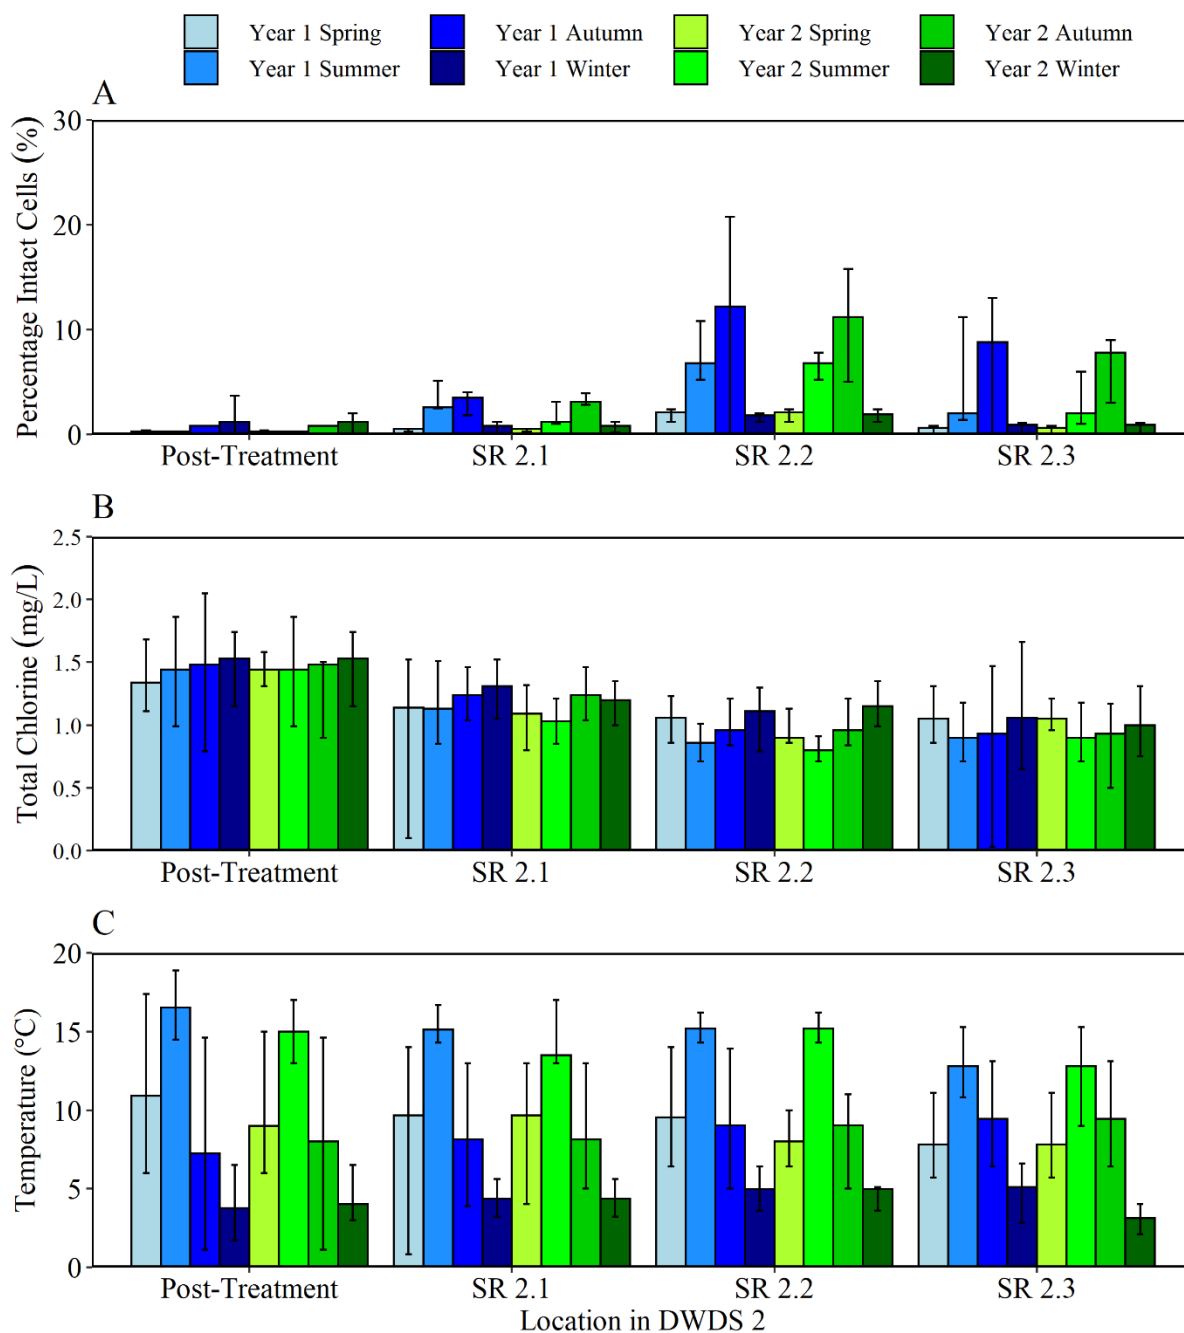 Year 1 Spring Year 1 Autumn Year 2 Spring Year 2 Autumn
Year 1 Summer Year 1 Winter Year 2 Summer Year 2 Winter
A
Percentage Intact Cells (%)
30
20
10
0
Post-Treatment SR 2.1 SR 2.2 SR 2.3
B
Total Chlorine (mg/L)
2.5
2.0
1.5
1.0
0.5
0.0
Post-Treatment SR 2.1 SR 2.2 SR 2.3
C
Temperature (°C)
20
15
10
5
0
Post-Treatment SR 2.1 SR 2.2 SR 2.3
Location in DWDS 2